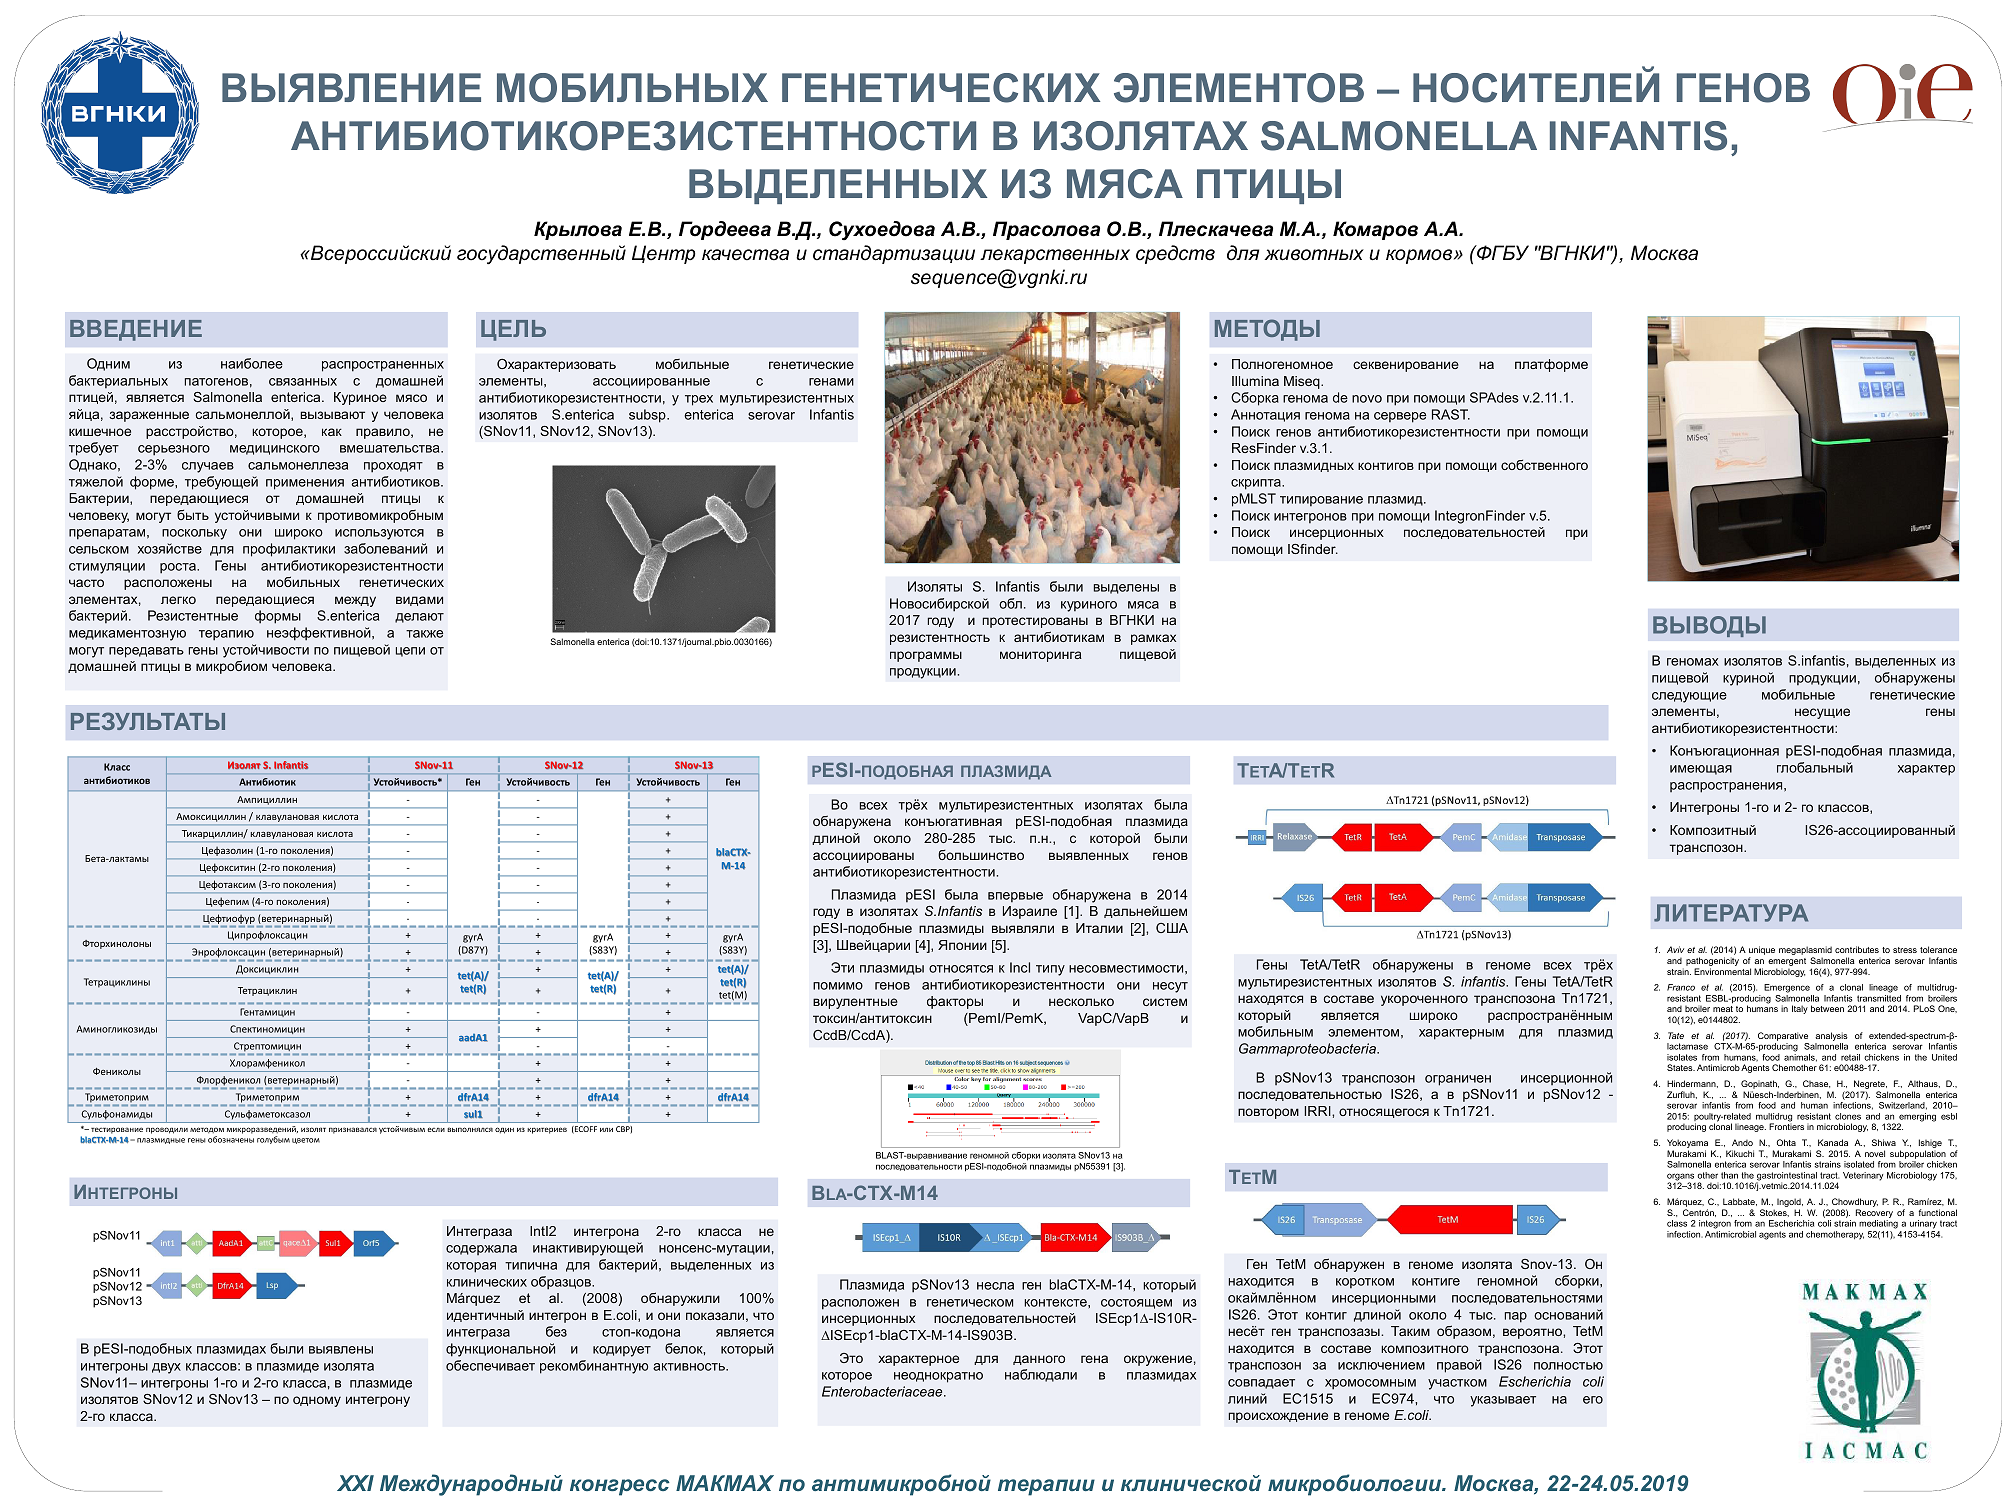 ВГНКИ
ВЫЯВЛЕНИЕ МОБИЛЬНЫХ ГЕНЕТИЧЕСКИХ ЭЛЕМЕНТОВ – НОСИТЕЛЕЙ ГЕНОВ
АНТИБИОТИКОРЕЗИСТЕНТНОСТИ В ИЗОЛЯТАХ SALMONELLA INFANTIS,
ВЫДЕЛЕННЫХ ИЗ МЯСА ПТИЦЫ
Oie
Крылова Е.В., Гордеева В.Д., Сухоедова А.В., Прасолова О.В., Плескачева М.А., Комаров А.А.
«Всероссийский государственный Центр качества и стандартизации лекарственных средств для животных и кормов» (ФГБУ "ВГНКИ"), Москва
sequence@vgnki.ru
ВВЕДЕНИЕ
Одним из наиболее распространенных
бактериальных патогенов, связанных с домашней
птицей, является Salmonella enterica. Куриное мясо и
яйца, зараженные сальмонеллой, вызывают у человека
кишечное расстройство, которое, как правило, не
требует серьезного медицинского вмешательства.
Однако, 2-3% случаев сальмонеллеза проходят в
тяжелой форме, требующей применения антибиотиков.
Бактерии, передающиеся от домашней птицы к
человеку, могут быть устойчивыми к противомикробным
препаратам, поскольку они широко используются в
сельском хозяйстве для профилактики заболеваний и
стимуляции роста. Гены антибиотикорезистентности
часто расположены на мобильных генетических
элементах, легко передающиеся между видами
бактерий. Резистентные формы S.enterica делают
медикаментозную терапию неэффективной, а также
могут передавать гены устойчивости по пищевой цепи от
домашней птицы в микробиом человека.
ЦЕЛЬ
Охарактеризовать мобильные генетические
элементы, ассоциированные с генами
антибиотикорезистентности, у трех мультирезистентных
изолятов S.enterica subsp. enterica serovar Infantis
(SNov11, SNov12, SNov13).
Salmonella enterica (doi:10.1371/journal.pbio.0030166)
Изоляты S. Infantis были выделены в
Новосибирской обл. из куриного мяса в
2017 году и протестированы в ВГНКИ на
резистентность к антибиотикам в рамках
программы мониторинга пищевой
продукции.
МЕТОДЫ
• Полногеномное секвенирование на платформе
Illumina Miseq.
• Сборка генома de novo при помощи SPAdes v.2.11.1.
• Аннотация генома на сервере RAST.
• Поиск генов антибиотикорезистентности при помощи
ResFinder v.3.1.
• Поиск плазмидных контигов при помощи собственного
скрипта.
• pMLST типирование плазмид.
• Поиск интегронов при помощи IntegronFinder v.5.
• Поиск инсерционных последовательностей при
помощи ISfinder.
MiSeq
illumina
ВЫВОДЫ
В геномах изолятов S.infantis, выделенных из
пищевой куриной продукции, обнаружены
следующие мобильные генетические
элементы, несущие гены
антибиотикорезистентности:
• Конъюгационная pESI-подобная плазмида,
имеющая глобальный характер
распространения,
• Интегроны 1-го и 2- го классов,
• Композитный IS26-ассоциированный
транспозон.
РЕЗУЛЬТАТЫ
Класс антибиотиков Изолят S. Infantis SNov-11 SNov-12 SNov-13
Антибиотик Устойчивость* Ген Устойчивость Ген Устойчивость Ген
Бета-лактамы Ампициллин - - + blaCTX-M-14
Амоксициллин / клавулановая кислота - - +
Тикарциллин/ клавулановая кислота - - +
Цефазолин (1-го поколения) - - +
Цефокситин (2-го поколения) - - +
Цефотаксим (3-го поколения) - - +
Цефепим (4-го поколения) - - +
Цефтиофур (ветеринарный) - - +
Фторхинолоны Ципрофлоксацин + gyrA (D87Y) + gyrA (S83Y) + gyrA (S83Y)
Энрофлоксацин (ветеринарный) + + +
Тетрациклины Доксициклин + tet(A)/ tet(R) + tet(A)/ tet(R) + tet(A)/ tet(R) tet(M)
Тетрациклин + + +
Аминогликозиды Гентамицин - - +
Спектиномицин + aadA1 + +
Стрептомицин + - -
Фениколы Хлорамфеникол - + +
Флорфеникол (ветеринарный) - + +
Триметоприм Триметоприм + dfrA14 + dfrA14 + dfrA14
Сульфонамиды Сульфаметоксазол + sul1 + +
*– тестирование проводили методом микроразведений, изолят признавался устойчивым если выполнялся один из критериев (ECOFF или CBP)
blaCTX-M-14 – плазмидные гены обозначены голубым цветом
PESI-ПОДОБНАЯ ПЛАЗМИДА
Во всех трёх мультирезистентных изолятах была
обнаружена конъюгативная pESI-подобная плазмида
длиной около 280-285 тыс. п.н., с которой были
ассоциированы большинство выявленных генов
антибиотикорезистентности.
Плазмида pESI была впервые обнаружена в 2014
году в изолятах S.Infantis в Израиле [1]. В дальнейшем
pESI-подобные плазмиды выявляли в Италии [2], США
[3], Швейцарии [4], Японии [5].
Эти плазмиды относятся к IncI типу несовместимости,
помимо генов антибиотикорезистентности они несут
вирулентные факторы и несколько систем
токсин/антитоксин (PemI/PemK, VapC/VapB и
CcdB/CcdA).
Distribution of the top 85 Blast Hits on 16 subject sequences
Mouse over to see the title, click to show alignments
Color key for alignment scores
<40 40-50 50-60 80-200 >=200
Query
1 60000 120000 180000 240000 300000
BLAST-выравнивание геномной сборки изолята SNov13 на
последовательности pESI-подобной плазмиды pN55391 [3].
TETA/TETR
ΔTn1721 (pSNov11, pSNov12)
IRRI Relaxase TetR TetA PemC Amidase Transposase
IS26 TetR TetA PemC Amidase Transposase
ΔTn1721 (pSNov13)
Гены TetA/TetR обнаружены в геноме всех трёх
мультирезистентных изолятов S. infantis. Гены TetA/TetR
находятся в составе укороченного транспозона Tn1721,
который является широко распространённым
мобильным элементом, характерным для плазмид
Gammaproteobacteria.
В pSNov13 транспозон ограничен инсерционной
последовательностью IS26, а в pSNov11 и pSNov12 -
повтором IRRI, относящегося к Tn1721.
ЛИТЕРАТУРА
1. Aviv et al. (2014) A unique megaplasmid contributes to stress tolerance
and pathogenicity of an emergent Salmonella enterica serovar Infantis
strain. Environmental Microbiology, 16(4), 977-994.
2. Franco et al. (2015). Emergence of a clonal lineage of multidrug-
resistant ESBL-producing Salmonella Infantis transmitted from broilers
and broiler meat to humans in Italy between 2011 and 2014. PLoS One,
10(12), e0144802.
3. Tate et al. (2017). Comparative analysis of extended-spectrum-β-
lactamase CTX-M-65-producing Salmonella enterica serovar Infantis
isolates from humans, food animals, and retail chickens in the United
States. Antimicrob Agents Chemother 61: e00488-17.
4. Hindermann, D., Gopinath, G., Chase, H., Negrete, F., Althaus, D.,
Zurfluh, K., ... & Nüesch-Inderbinen, M. (2017). Salmonella enterica
serovar infantis from food and human infections, Switzerland, 2010–
2015: poultry-related multidrug resistant clones and an emerging esbl
producing clonal lineage. Frontiers in microbiology, 8, 1322.
5. Yokoyama E., Ando N., Ohta T., Kanada A., Shiwa Y., Ishige T.,
Murakami K., Kikuchi T., Murakami S. 2015. A novel subpopulation of
Salmonella enterica serovar Infantis strains isolated from broiler chicken
organs other than the gastrointestinal tract. Veterinary Microbiology 175,
312–318. doi:10.1016/j.vetmic.2014.11.024
6. Márquez, C., Labbate, M., Ingold, A. J., Chowdhury, P. R., Ramírez, M.
S., Centrón, D., ... & Stokes, H. W. (2008). Recovery of a functional
class 2 integron from an Escherichia coli strain mediating a urinary tract
infection. Antimicrobial agents and chemotherapy, 52(11), 4153-4154.
ИНТЕГРОНЫ
pSNov11 int1 attI AadA1 attC qaceΔ1 Sul1 Orf5
pSNov11
pSNov12 intI2 attI DfrA14 Lsp
pSNov13
В pESI-подобных плазмидах были выявлены
интегроны двух классов: в плазмиде изолята
SNov11– интегроны 1-го и 2-го класса, в плазмиде
изолятов SNov12 и SNov13 – по одному интегрону
2-го класса.
Интеграза IntI2 интегрона 2-го класса не
содержала инактивирующей нонсенс-мутации,
которая типична для бактерий, выделенных из
клинических образцов.
Márquez et al. (2008) обнаружили 100%
идентичный интегрон в E.coli, и они показали, что
интеграза без стоп-кодона является
функциональной и кодирует белок, который
обеспечивает рекомбинантную активность.
BLA-CTX-M14
ISEcp1_Δ IS10R Δ_ISEcp1 Bla-CTX-M14 IS903B_Δ
Плазмида pSNov13 несла ген blaCTX-M-14, который
расположен в генетическом контексте, состоящем из
инсерционных последовательностей ISEcp1Δ-IS10R-
ΔISEcp1-blaCTX-M-14-IS903B.
Это характерное для данного гена окружение,
которое неоднократно наблюдали в плазмидах
Enterobacteriaceae.
TETM
IS26 Transposase TetM IS26
Ген TetM обнаружен в геноме изолята Snov-13. Он
находится в коротком контиге геномной сборки,
окаймлённом инсерционными последовательностями
IS26. Этот контиг длиной около 4 тыс. пар оснований
несёт ген транспозазы. Таким образом, вероятно, TetM
находится в составе композитного транспозона. Этот
транспозон за исключением правой IS26 полностью
совпадает с хромосомным участком Escherichia coli
линий EC1515 и EC974, что указывает на его
происхождение в геноме E.coli.
МАКМАХ
IACMAC
XXI Международный конгресс МАКМАХ по антимикробной терапии и клинической микробиологии. Москва, 22-24.05.2019